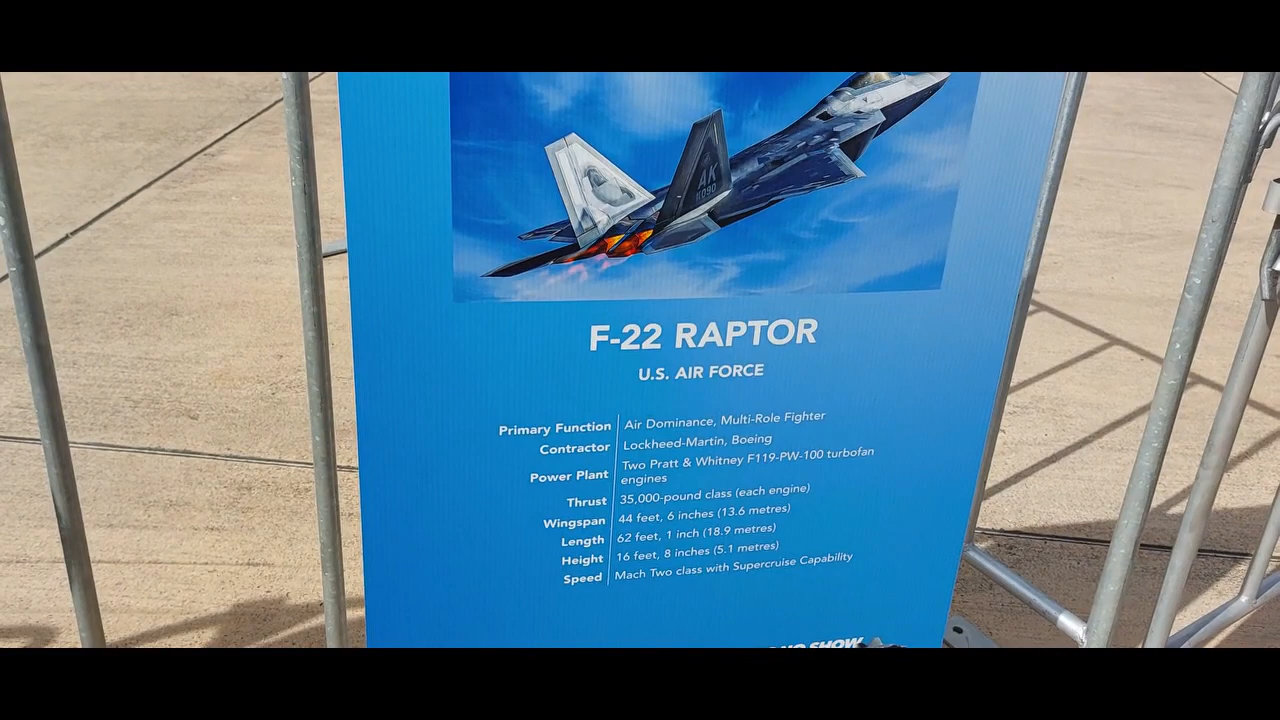 AK
F-22 RAPTOR
U.S. AIR FORCE
Primary Function Air Dominance, Multi-Role Fighter
Contractor Lockheed-Martin, Boeing
Power Plant Two Pratt & Whitney F119-PW-100 turbofan
engines
Thrust 35,000-pound class (each engine)
Wingspan 44 feet, 6 inches (13.6 metres)
Length 62 feet, 1 inch (18.9 metres)
Height 16 feet, 8 inches (5.1 metres)
Speed Mach Two class with Supercruise Capability
SHOW